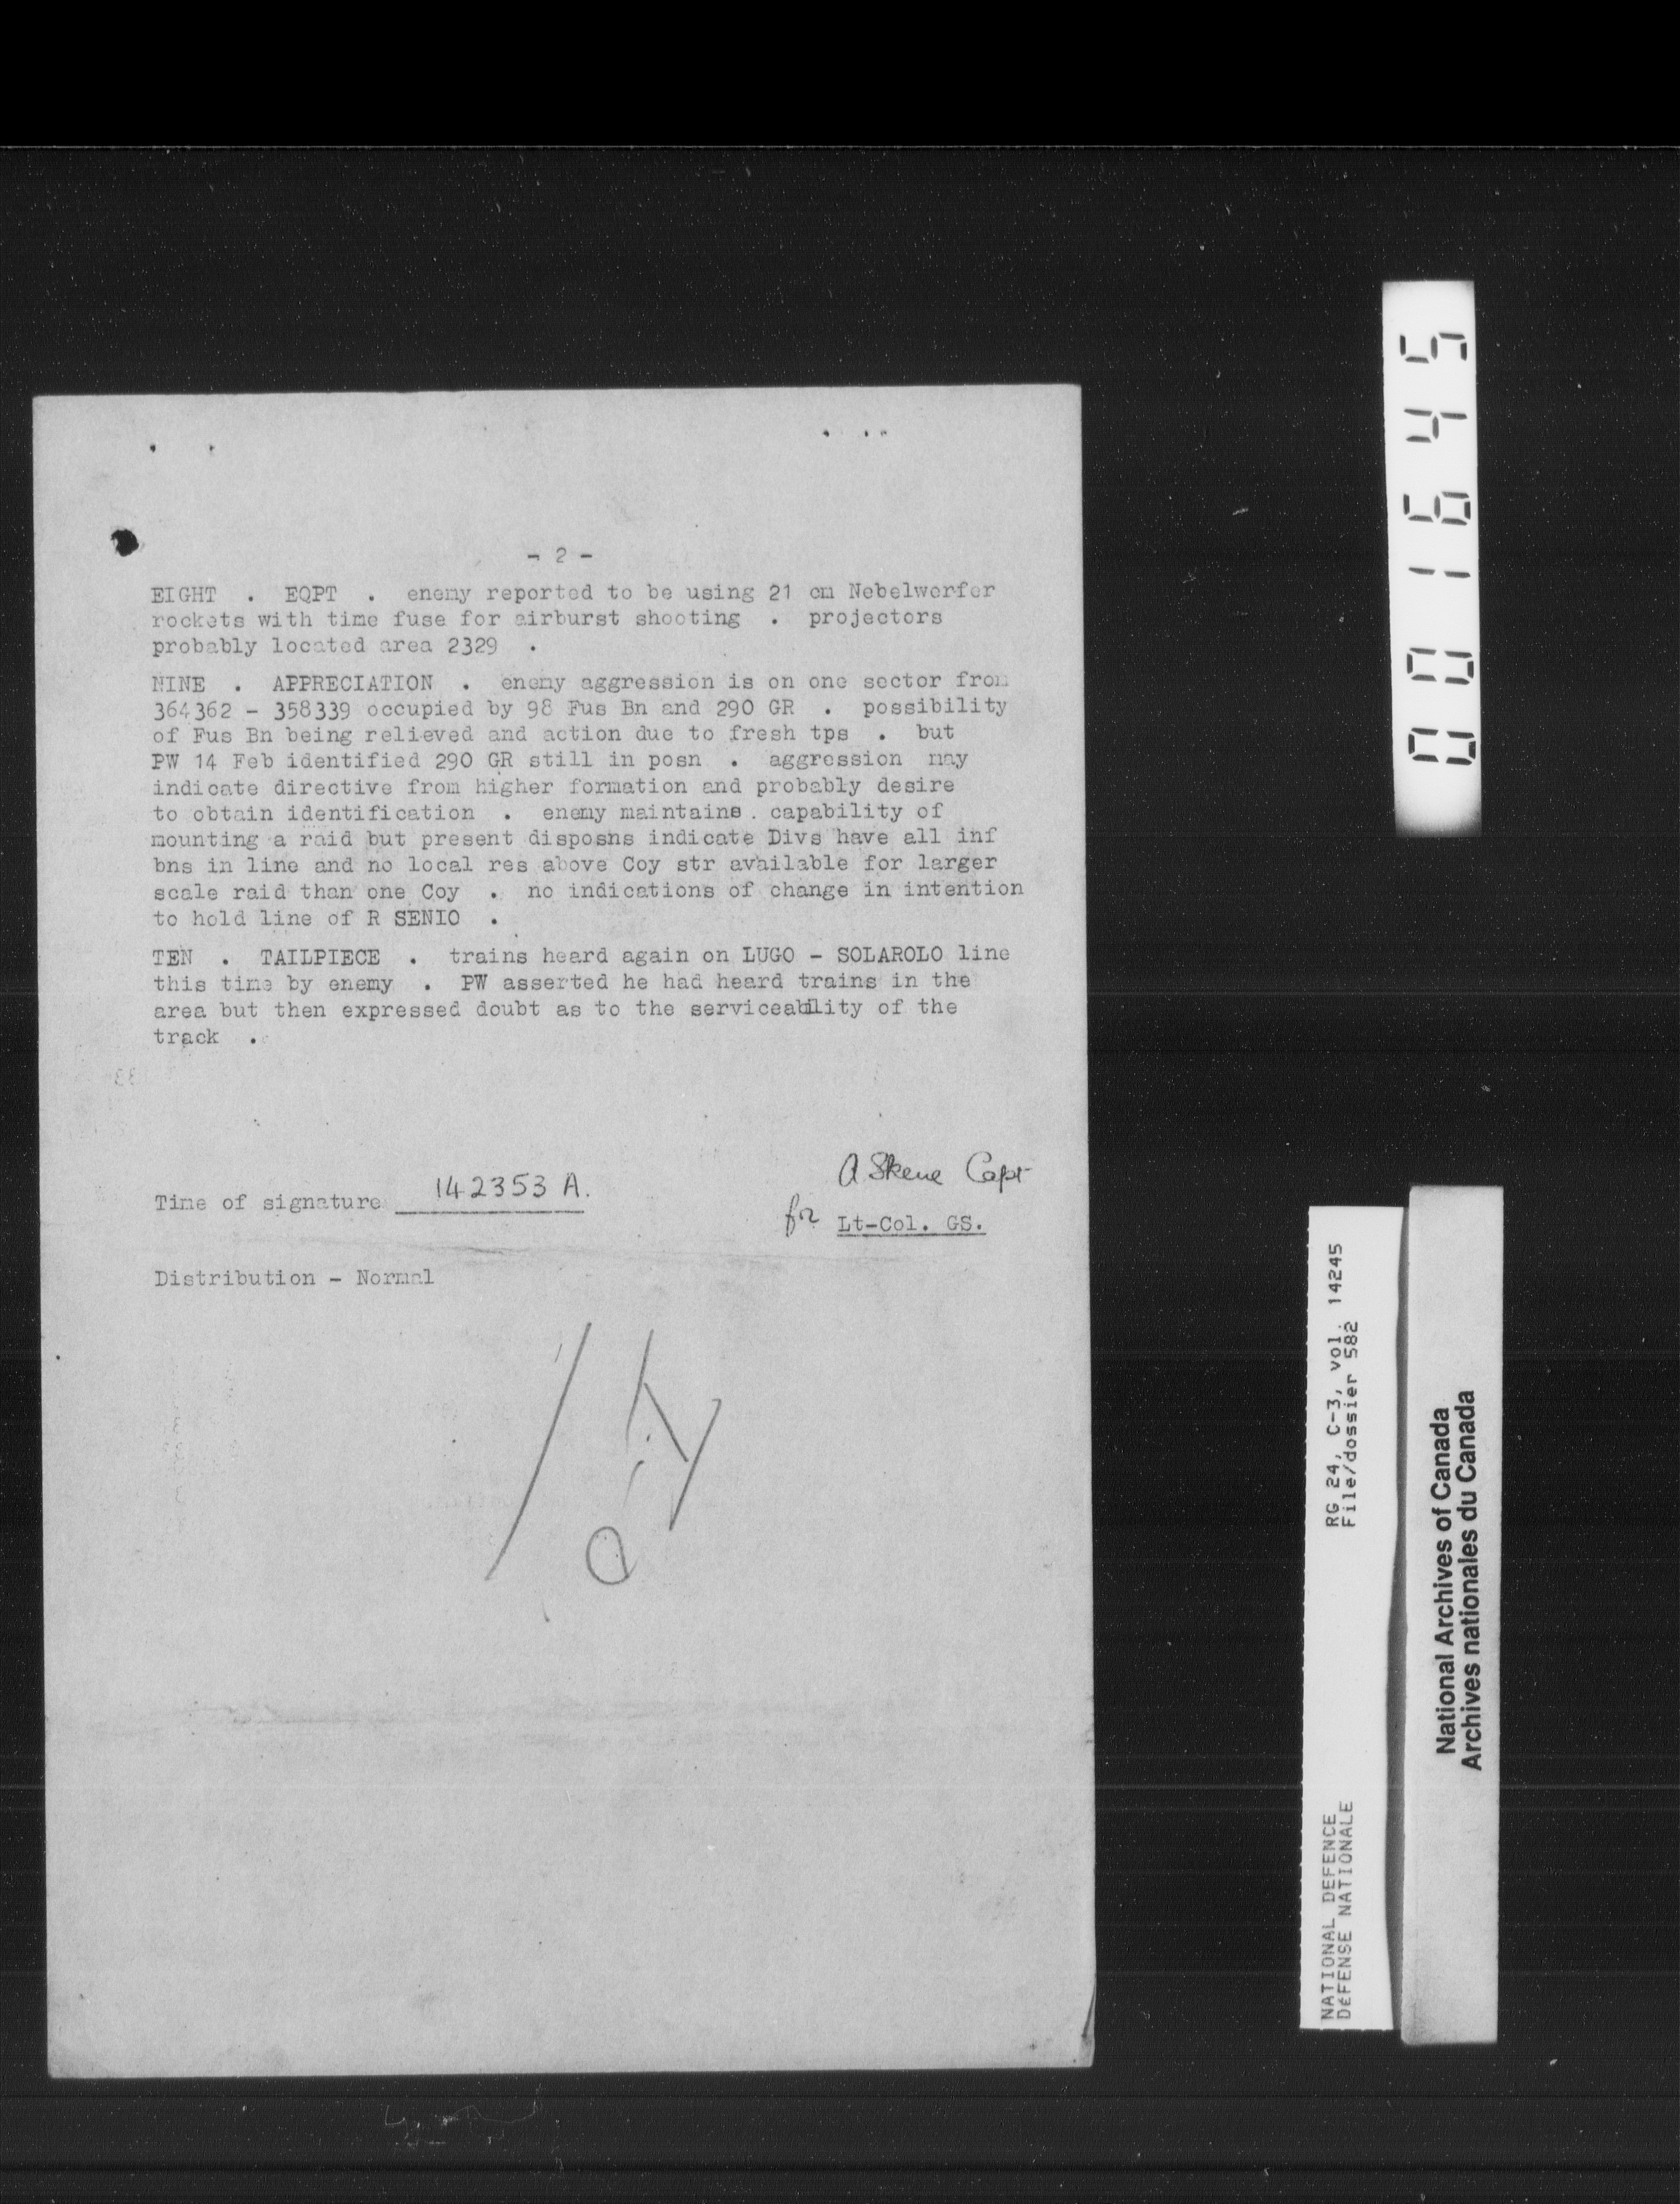 - 2 -
EIGHT . EQPT . enemy reported to be using 21 cm Nebelwerfer
rockets with time fuse for airburst shooting . projectors
probably located area 2329 .
NINE . APPRECIATION . enemy aggression is on one sector from
364362 - 358339 occupied by 98 Fus Bn and 290 GR . possibility
of Fus Bn being relieved and action due to fresh tps . but
PW 14 Feb identified 290 GR still in posn . aggression may
indicate directive from higher formation and probably desire
to obtain identification . enemy maintains . capability of
mounting a raid but present disposns indicate Divs have all inf
bns in line and no local res above Coy str available for larger
scale raid than one Coy . no indications of change in intention
to hold line of R SENIO .
TEN . TAILPIECE . trains heard again on LUGO - SOLAROLO line
this time by enemy . PW asserted he had heard trains in the
area but then expressed doubt as to the serviceability of the
track .
A Skene Capt
Time of signature 142353 A.
for Lt-Col. GS.
Distribution - Normal
001645
RG 24, C-3, vol. 14245
File/dossier 582
NATIONAL DEFENCE
DÉFENSE NATIONALE
National Archives of Canada
Archives nationales du Canada